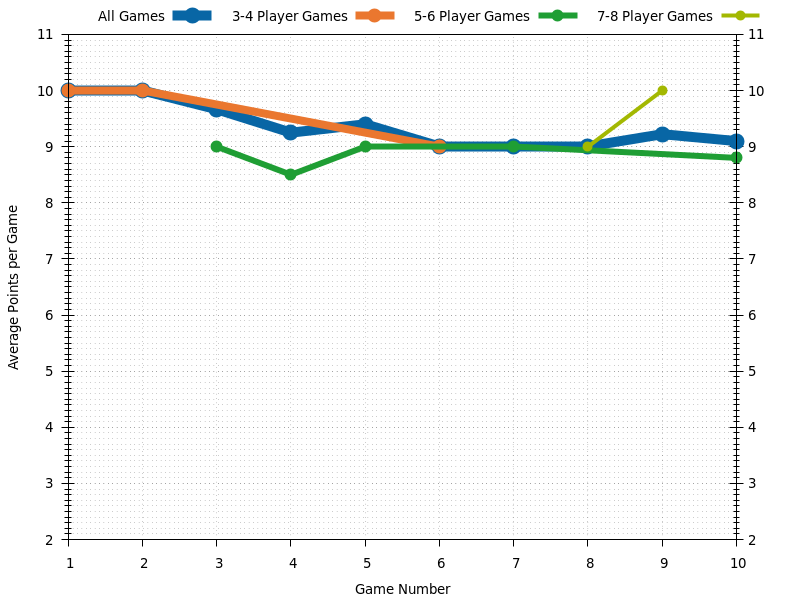 All Games 3-4 Player Games 5-6 Player Games 7-8 Player Games
11 11
10 10
9 9
8 8
7 7
6 6
5 5
4 4
3 3
2 2
1 2 3 4 5 6 7 8 9 10
Average Points per Game
Game Number